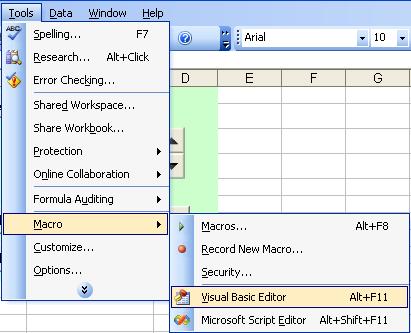 Tools Data Window Help
Spelling... F7
Research... Alt+Click
Error Checking...
Arial 10
D E F G
Shared Workspace...
Share Workbook...
Protection
Online Collaboration
Formula Auditing
Macro
Customize...
Options...
Macros... Alt+F8
Record New Macro...
Security...
Visual Basic Editor Alt+F11
Microsoft Script Editor Alt+Shift+F11